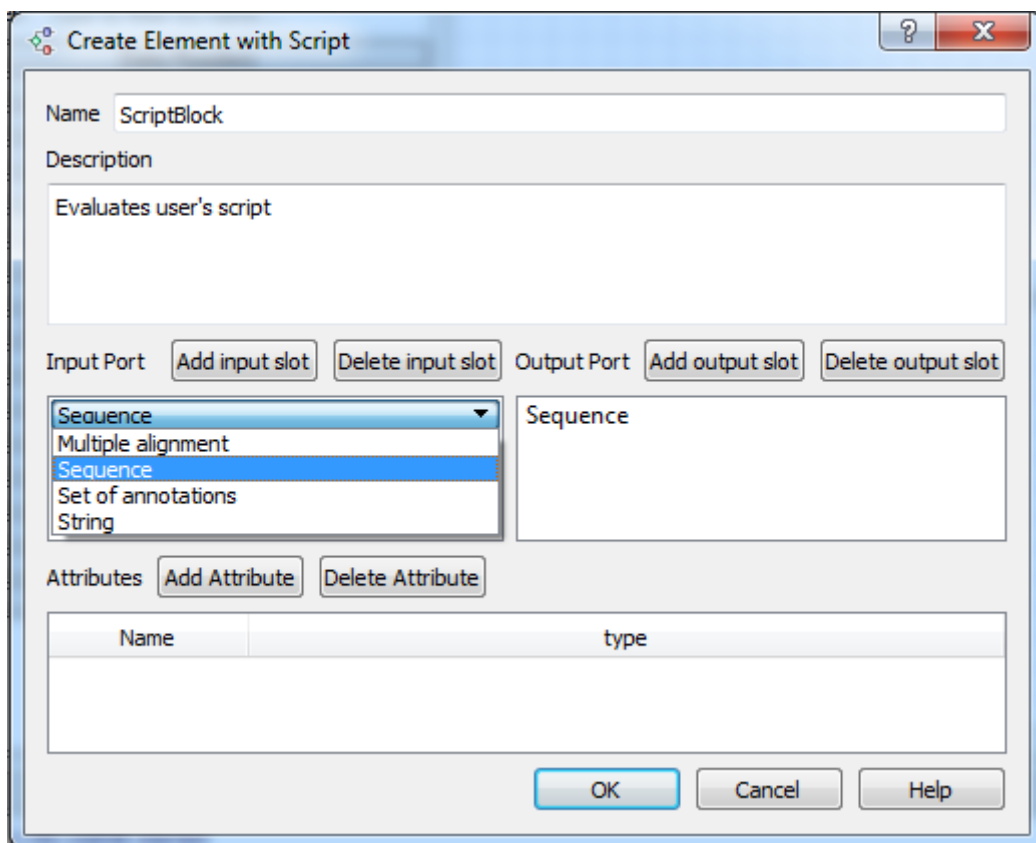 Create Element with Script
?
Name ScriptBlock
Description
Evaluates user's script
Input Port Add input slot Delete input slot Output Port Add output slot Delete output slot
Sequence Sequence
Multiple alignment
Sequence
Set of annotations
String
Attributes Add Attribute Delete Attribute
Name type
OK Cancel Help